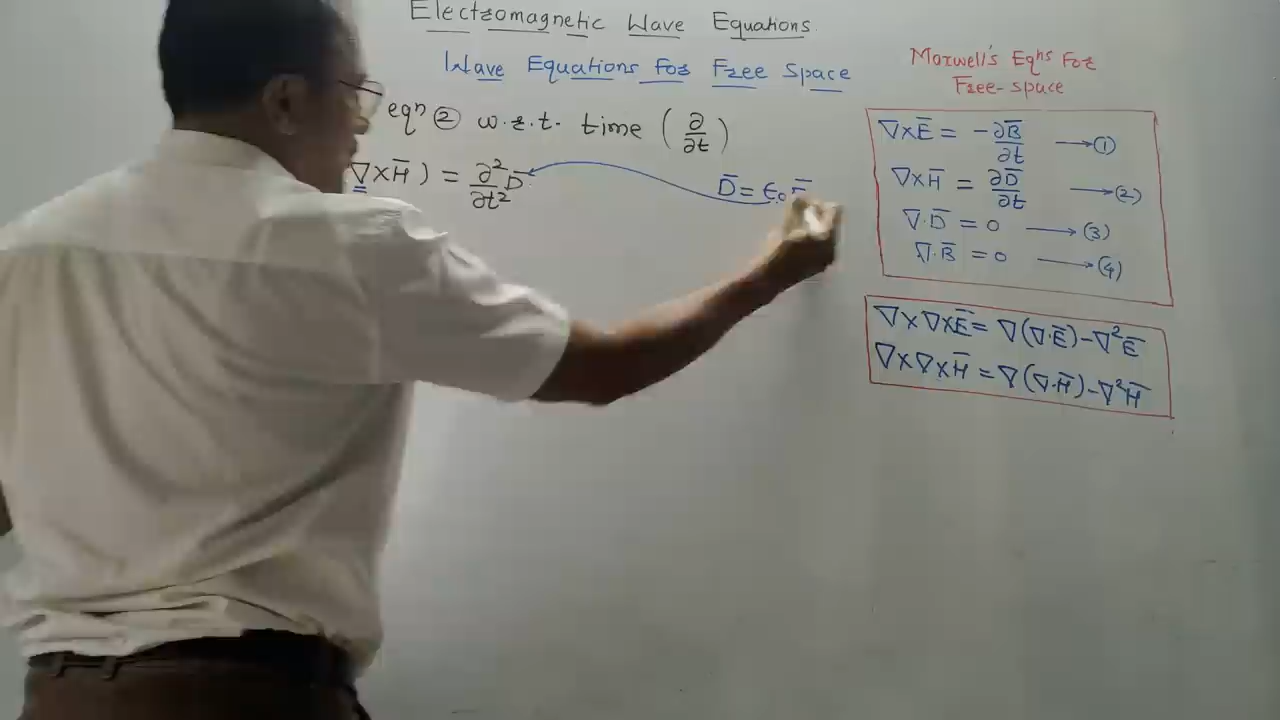 Electromagnetic Wave Equations
Wave Equations For Free Space
eqⁿ ② w.r.t. time (∂/∂t)
∇×H̅) = ∂²/∂t² D̅
D̅ = ϵ₀ E̅
Maxwell's Eqⁿˢ For
Free-space
∇×E̅ = -∂B̅/∂t → (1)
∇×H̅ = ∂D̅/∂t → (2)
∇·D̅ = 0 → (3)
∇·B̅ = 0 → (4)
∇×∇×E̅ = ∇(∇·E̅)-∇²E̅
∇×∇×H̅ = ∇(∇·H̅)-∇²H̅